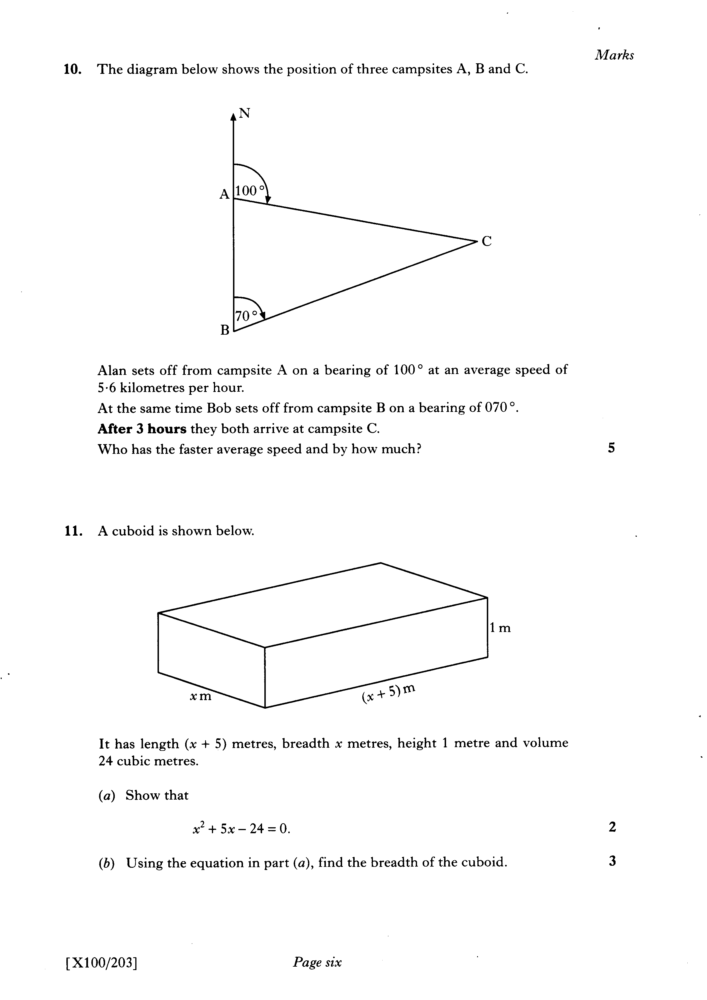 Marks
10. The diagram below shows the position of three campsites A, B and C.
N
A 100°
C
70°
B
Alan sets off from campsite A on a bearing of 100° at an average speed of
5·6 kilometres per hour.
At the same time Bob sets off from campsite B on a bearing of 070°.
After 3 hours they both arrive at campsite C.
Who has the faster average speed and by how much? 5
11. A cuboid is shown below.
1 m
x m
(x + 5) m
It has length (x + 5) metres, breadth x metres, height 1 metre and volume
24 cubic metres.
(a) Show that
x² + 5x – 24 = 0. 2
(b) Using the equation in part (a), find the breadth of the cuboid. 3
[X100/203] Page six